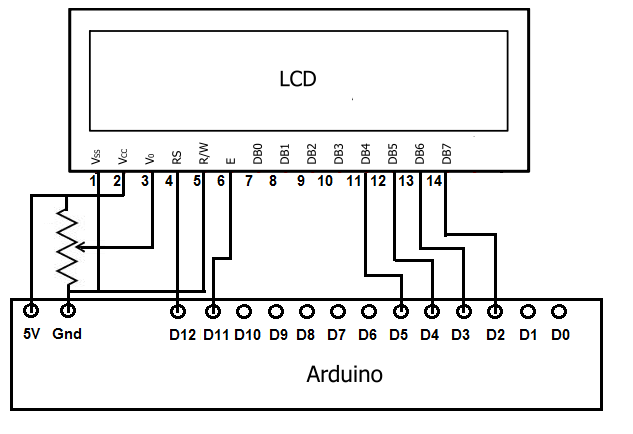 LCD
Vss Vcc Vo RS R/W E DB0 DB1 DB2 DB3 DB4 DB5 DB6 DB7
1 2 3 4 5 6 7 8 9 10 11 12 13 14
5V Gnd D12 D11 D10 D9 D8 D7 D6 D5 D4 D3 D2 D1 D0
Arduino